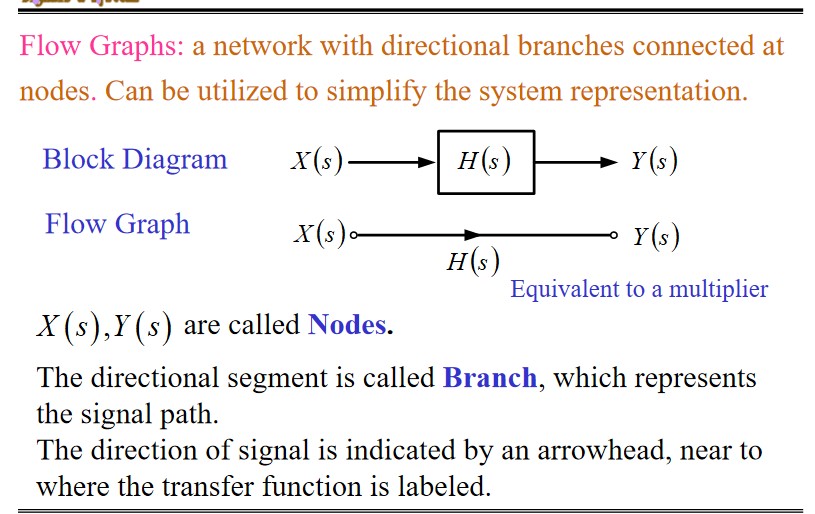 Flow Graphs: a network with directional branches connected at
nodes. Can be utilized to simplify the system representation.
Block Diagram X(s) H(s) Y(s)
Flow Graph X(s) Y(s)
H(s)
Equivalent to a multiplier
X(s),Y(s) are called Nodes.
The directional segment is called Branch, which represents
the signal path.
The direction of signal is indicated by an arrowhead, near to
where the transfer function is labeled.